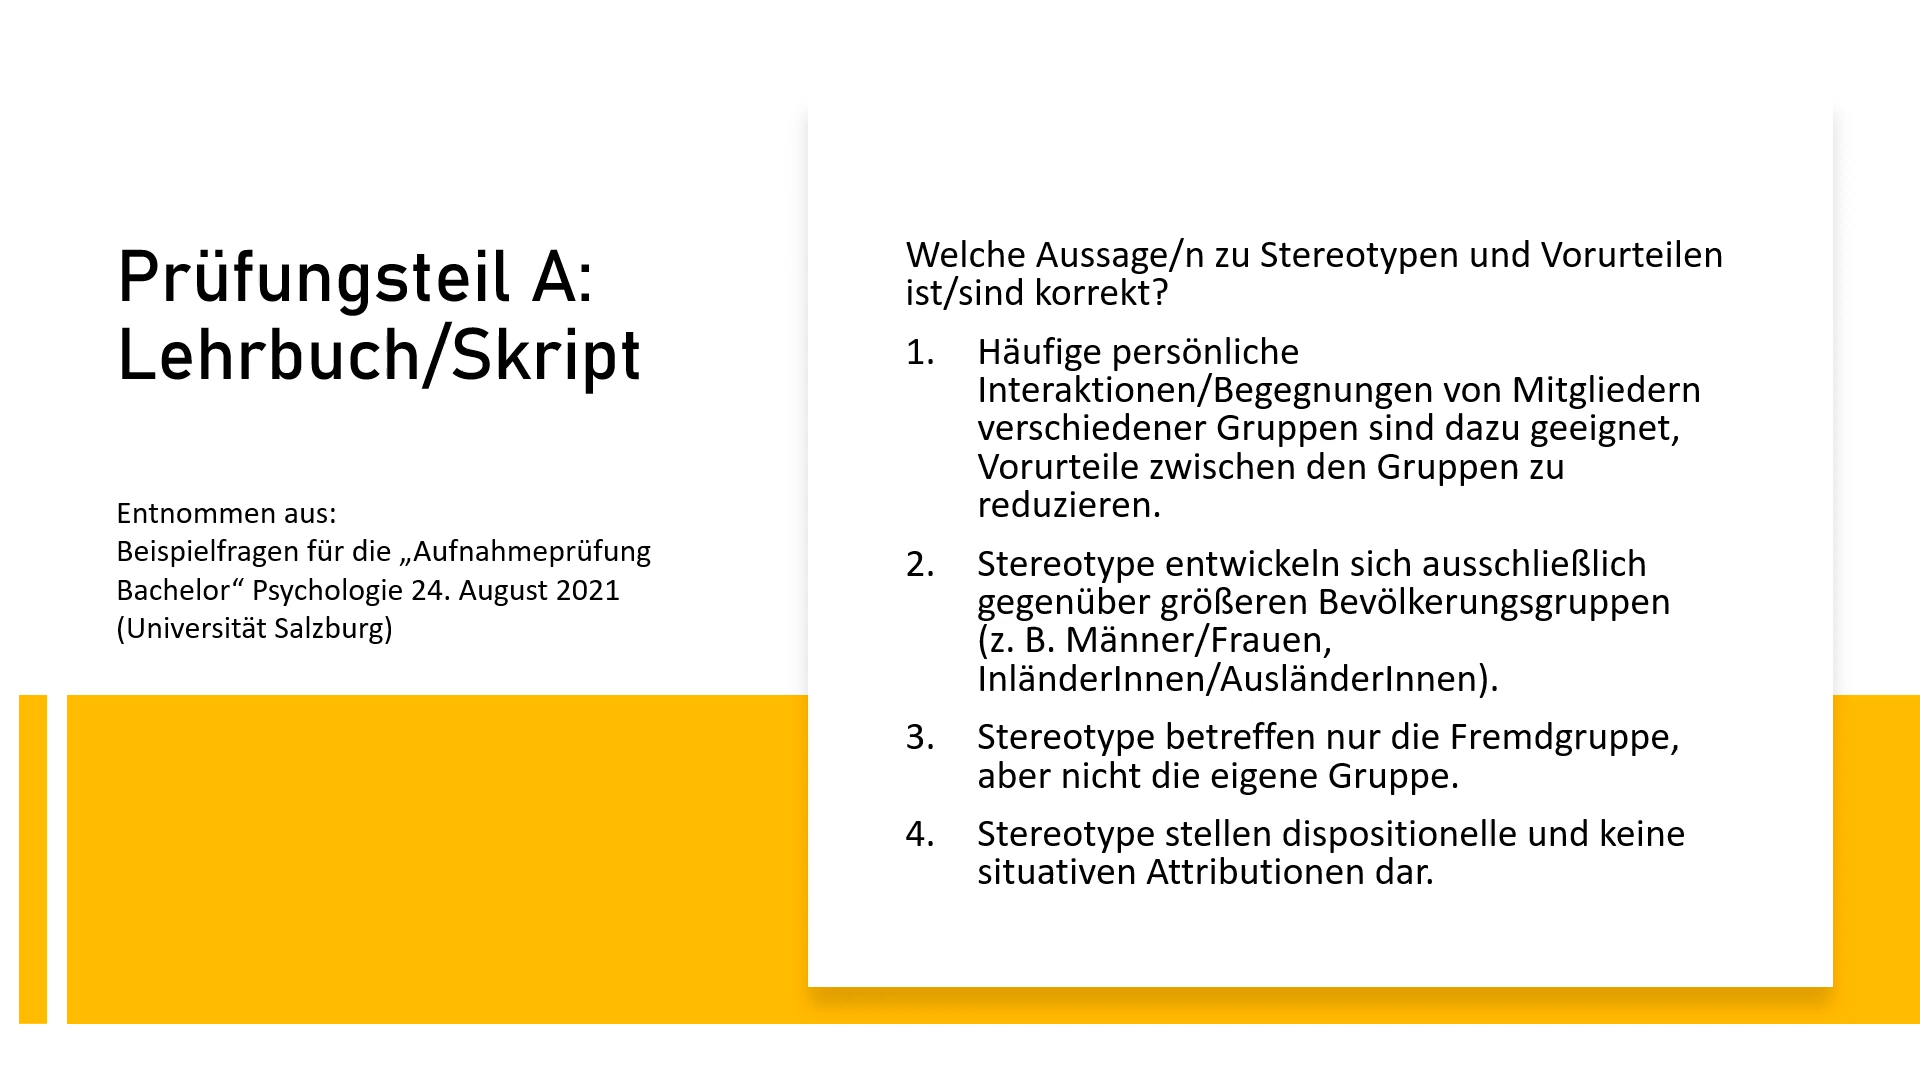 Prüfungsteil A:
Lehrbuch/Skript
Entnommen aus:
Beispielfragen für die „Aufnahmeprüfung
Bachelor“ Psychologie 24. August 2021
(Universität Salzburg)
Welche Aussage/n zu Stereotypen und Vorurteilen
ist/sind korrekt?
1. Häufige persönliche
Interaktionen/Begegnungen von Mitgliedern
verschiedener Gruppen sind dazu geeignet,
Vorurteile zwischen den Gruppen zu
reduzieren.
2. Stereotype entwickeln sich ausschließlich
gegenüber größeren Bevölkerungsgruppen
(z. B. Männer/Frauen,
InländerInnen/AusländerInnen).
3. Stereotype betreffen nur die Fremdgruppe,
aber nicht die eigene Gruppe.
4. Stereotype stellen dispositionelle und keine
situativen Attributionen dar.